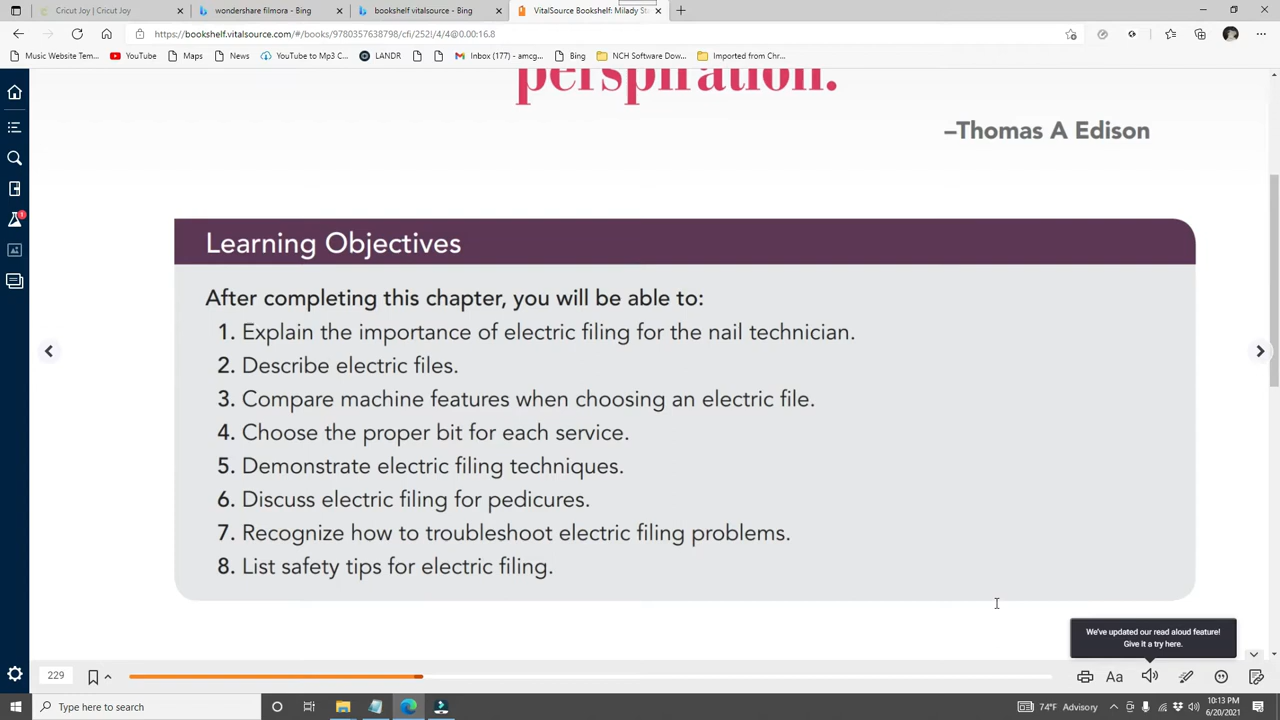 Cricut Joy | Cricut Joy
wondershare filmora - Bing
bookshelf vitalsource - Bing
VitalSource Bookshelf: Milady St
https://bookshelf.vitalsource.com/#/books/9780357638798/cfi/252!/4/4@0.00:16.8
Music Website Tem...
YouTube
Maps
News
YouTube to Mp3 C...
LANDR
Inbox (177) - amcg...
Bing
NCH Software Dow...
Imported from Chr...
perspiration.
–Thomas A Edison
Learning Objectives
After completing this chapter, you will be able to:
1. Explain the importance of electric filing for the nail technician.
2. Describe electric files.
3. Compare machine features when choosing an electric file.
4. Choose the proper bit for each service.
5. Demonstrate electric filing techniques.
6. Discuss electric filing for pedicures.
7. Recognize how to troubleshoot electric filing problems.
8. List safety tips for electric filing.
We've updated our read aloud feature!
Give it a try here.
229
Aa
Type here to search
74°F Advisory
10:13 PM
6/20/2021